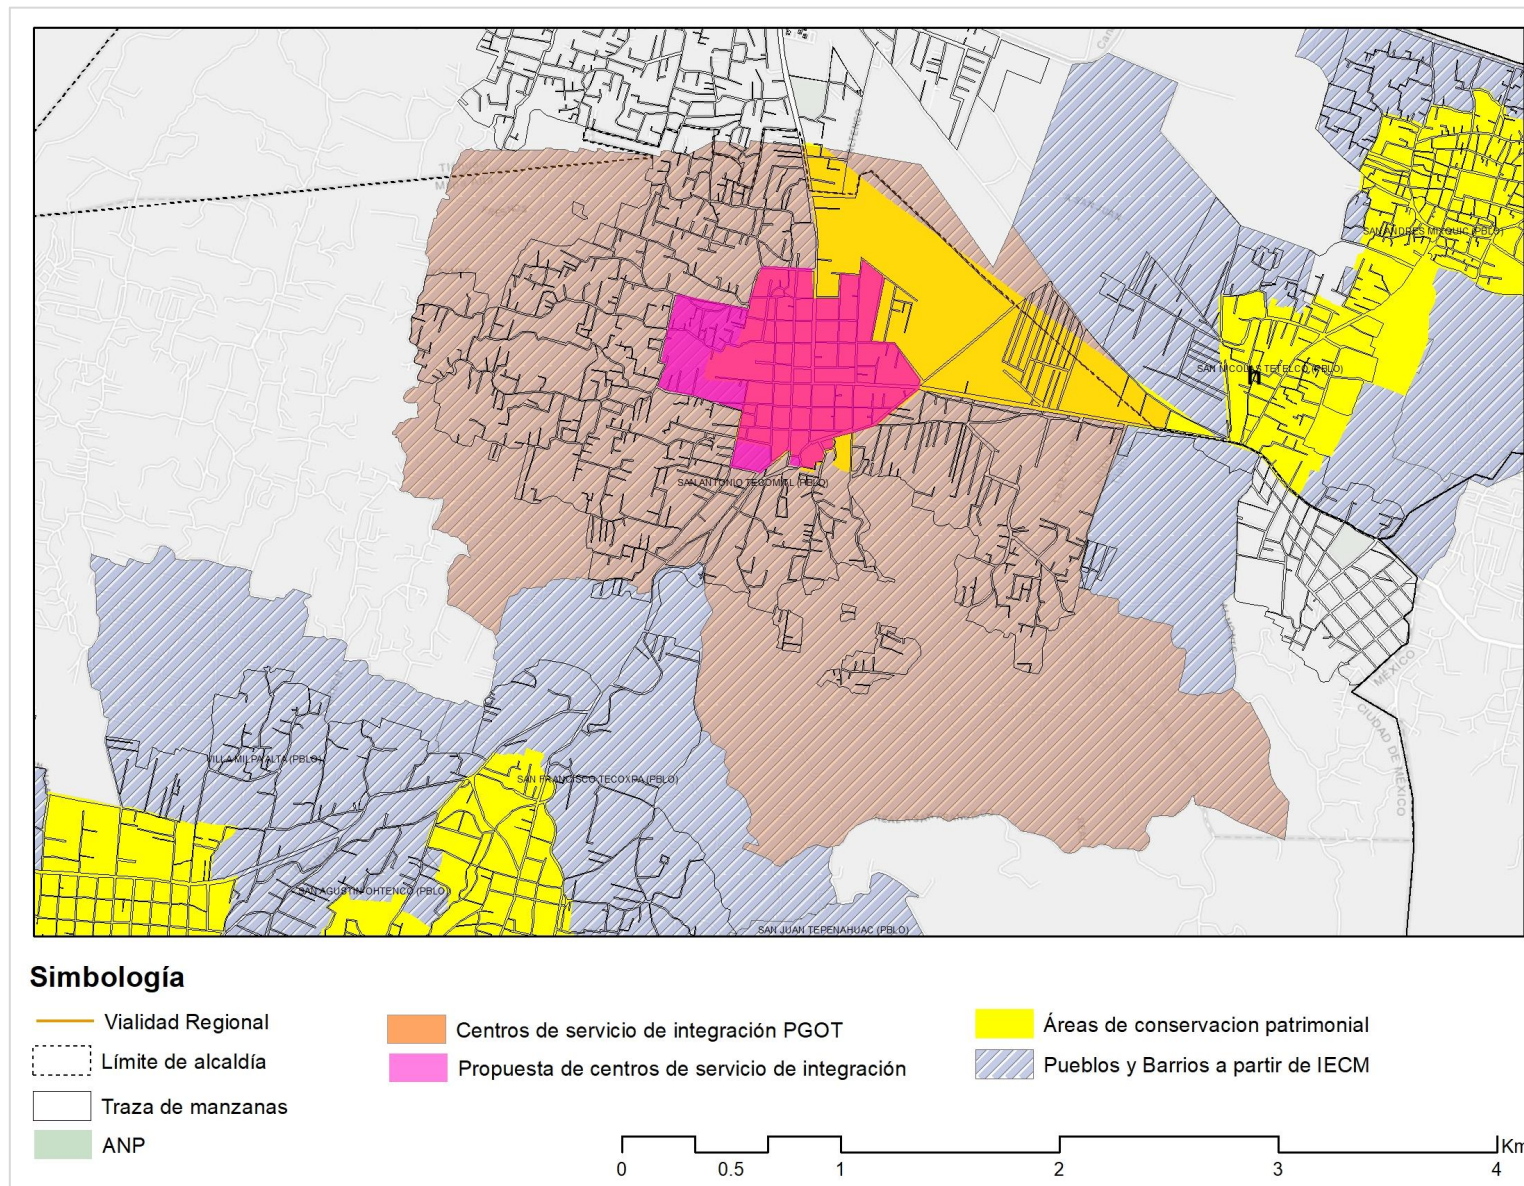 SAN ANDRES MIXQUIC (PBLO)
SAN NICOLAS TETELCO (PBLO)
SAN ANTONIO TECOMITL (PBLO)
MÉXICO
CIUDAD DE MÉXICO
VILLA MILPA ALTA (PBLO)
SAN FRANCISCO TECOXPA (PBLO)
SAN AGUSTIN OHTENCO (PBLO)
SAN JUAN TEPENAHUAC (PBLO)
Simbología
Vialidad Regional
Límite de alcaldía
Traza de manzanas
ANP
Centros de servicio de integración PGOT
Propuesta de centros de servicio de integración
Áreas de conservacion patrimonial
Pueblos y Barrios a partir de IECM
0 0.5 1 2 3 4 Km